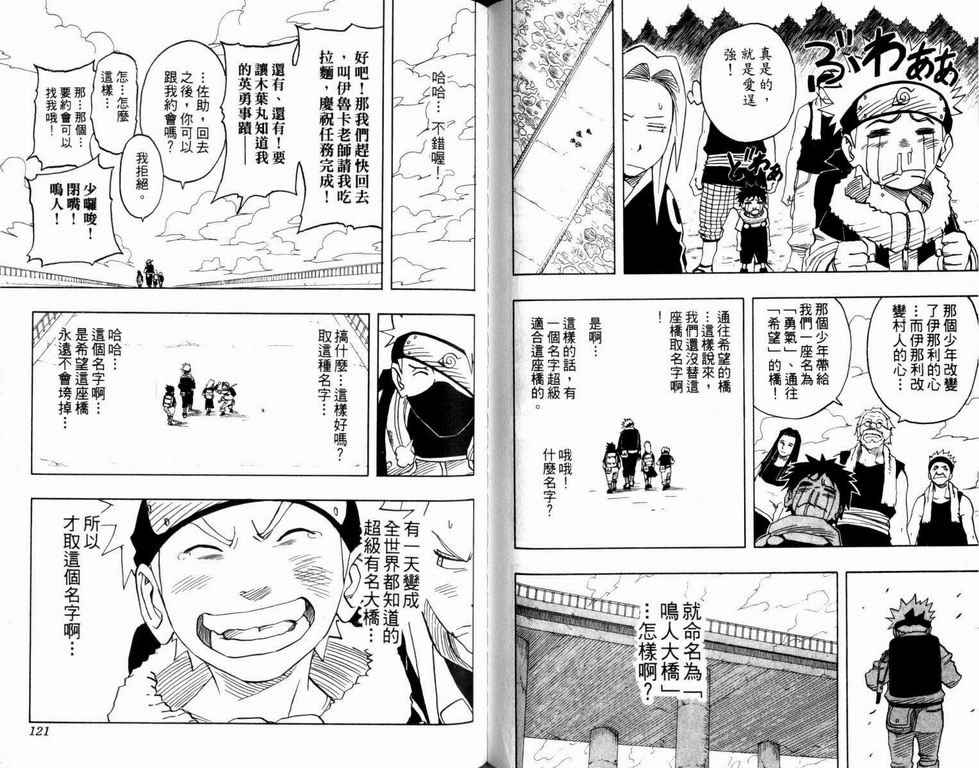 ぶわあああ
真是的，
就是愛逞
強！
どわぁ
那個少年改變
了伊那利的心
…而伊那利改
變村人的心…
那個少年帶給
我們一座名為
「勇氣」、通往
「希望」的橋！
通往希望的橋
…這樣說來，
我們還沒替這
座橋取名字啊
！
是啊…
這樣的話，有
一個名字超級
適合這座橋的。
哦哦！
什麼名字？
就命名為「
鳴人大橋」
…怎樣啊？
哈哈…不錯喔！
好吧！那我們趕快回去
，叫伊魯卡老師請我吃
拉麵，慶祝任務完成！
還有、還有！要
讓木葉丸知道我
的英勇事蹟——
…佐助，回去
之後，你可以
跟我約會嗎？
我拒絕。
怎…怎麼
這樣…
那…那個…
要約會可以
找我哦！
少囉唆！
閉嘴！
鳴人！
搞什麼…這樣好嗎？
取這種名字…
哈哈…
這個名字啊…
是希望這座橋
永遠不會垮掉…
有一天變成
全世界都知道的
超級有名大橋…
所以
才取這個名字啊…
121